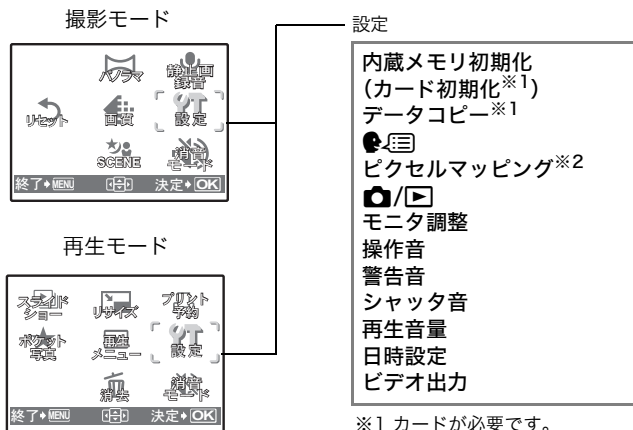 撮影モード
パノラマ
静止画
録音
リセット
画質
設定
SCENE
消音
モード
終了 MENU 決定 OK
再生モード
スライド
ショー
リサイズ
プリント
予約
ポケット
写真
再生
メニュー
設定
消去
消音
モード
終了 MENU 決定 OK
設定
内蔵メモリ初期化
(カード初期化※1)
データコピー※1
ピクセルマッピング※2
/
モニタ調整
操作音
警告音
シャッタ音
再生音量
日時設定
ビデオ出力
※1 カードが必要です。